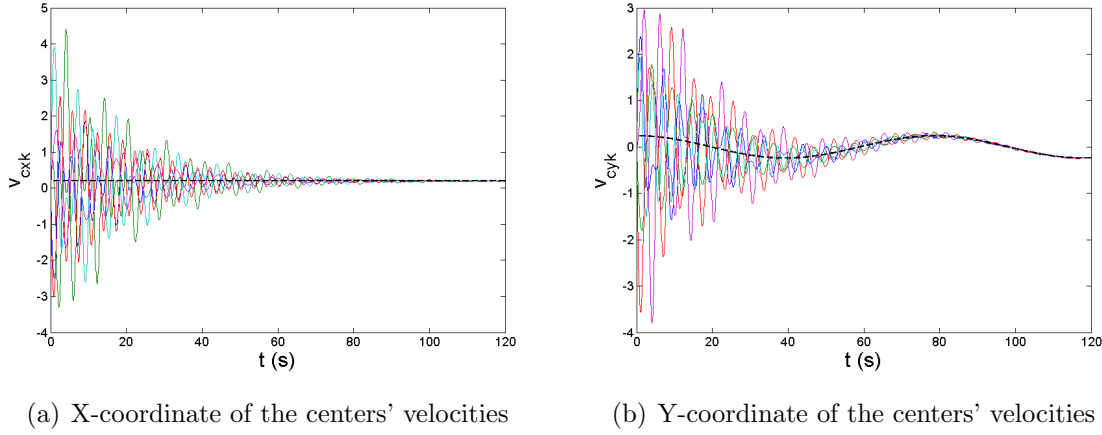 5
4
3
2
1
0
-1
-2
-3
-4
0 20 40 60 80 100 120
vcxk
t (s)
3
2
1
0
-1
-2
-3
-4
0 20 40 60 80 100 120
vcyk
t (s)
(a) X-coordinate of the centers' velocities
(b) Y-coordinate of the centers' velocities